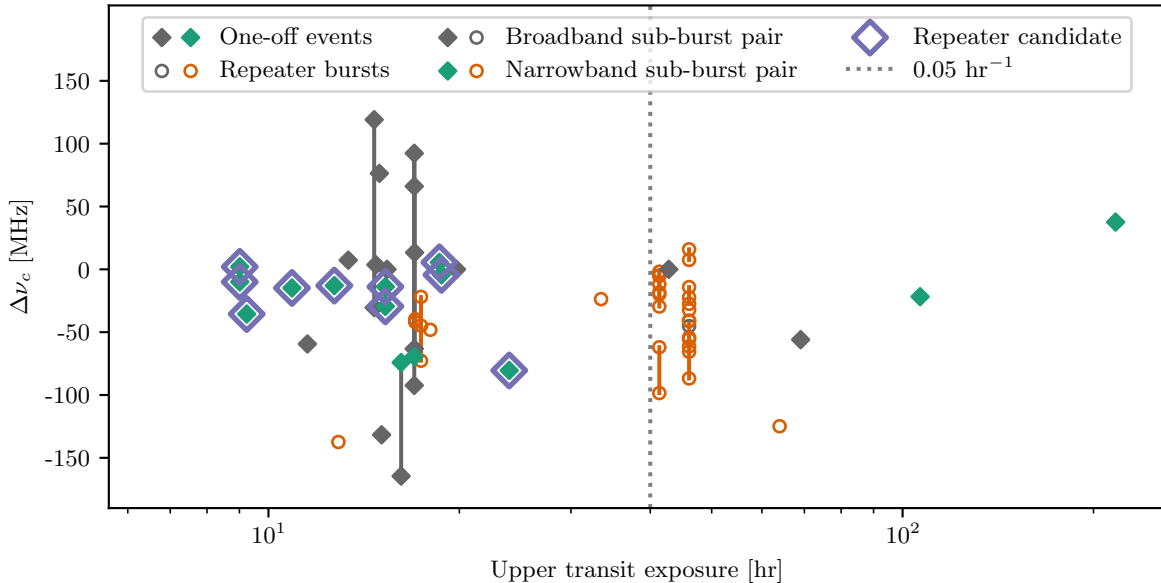 One-off events
Repeater bursts
Broadband sub-burst pair
Narrowband sub-burst pair
Repeater candidate
0.05 hr⁻¹
Δν_c [MHz]
150
100
50
0
-50
-100
-150
10¹
10²
Upper transit exposure [hr]